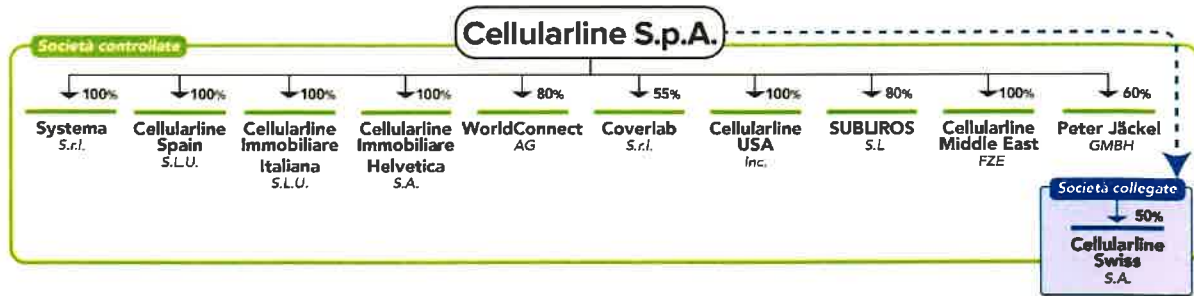 Cellularline S.p.A.
Società controllate
100%
Systema
S.r.l.
100%
Cellularline
Spain
S.L.U.
100%
Cellularline
Immobiliare
Italiana
S.L.U.
100%
Cellularline
Immobiliare
Helvetica
S.A.
80%
WorldConnect
AG
55%
Coverlab
S.r.l.
100%
Cellularline
USA
Inc.
80%
SUBLIROS
S.L
100%
Cellularline
Middle East
FZE
60%
Peter Jäckel
GMBH
Società collegate
50%
Cellularline
Swiss
S.A.